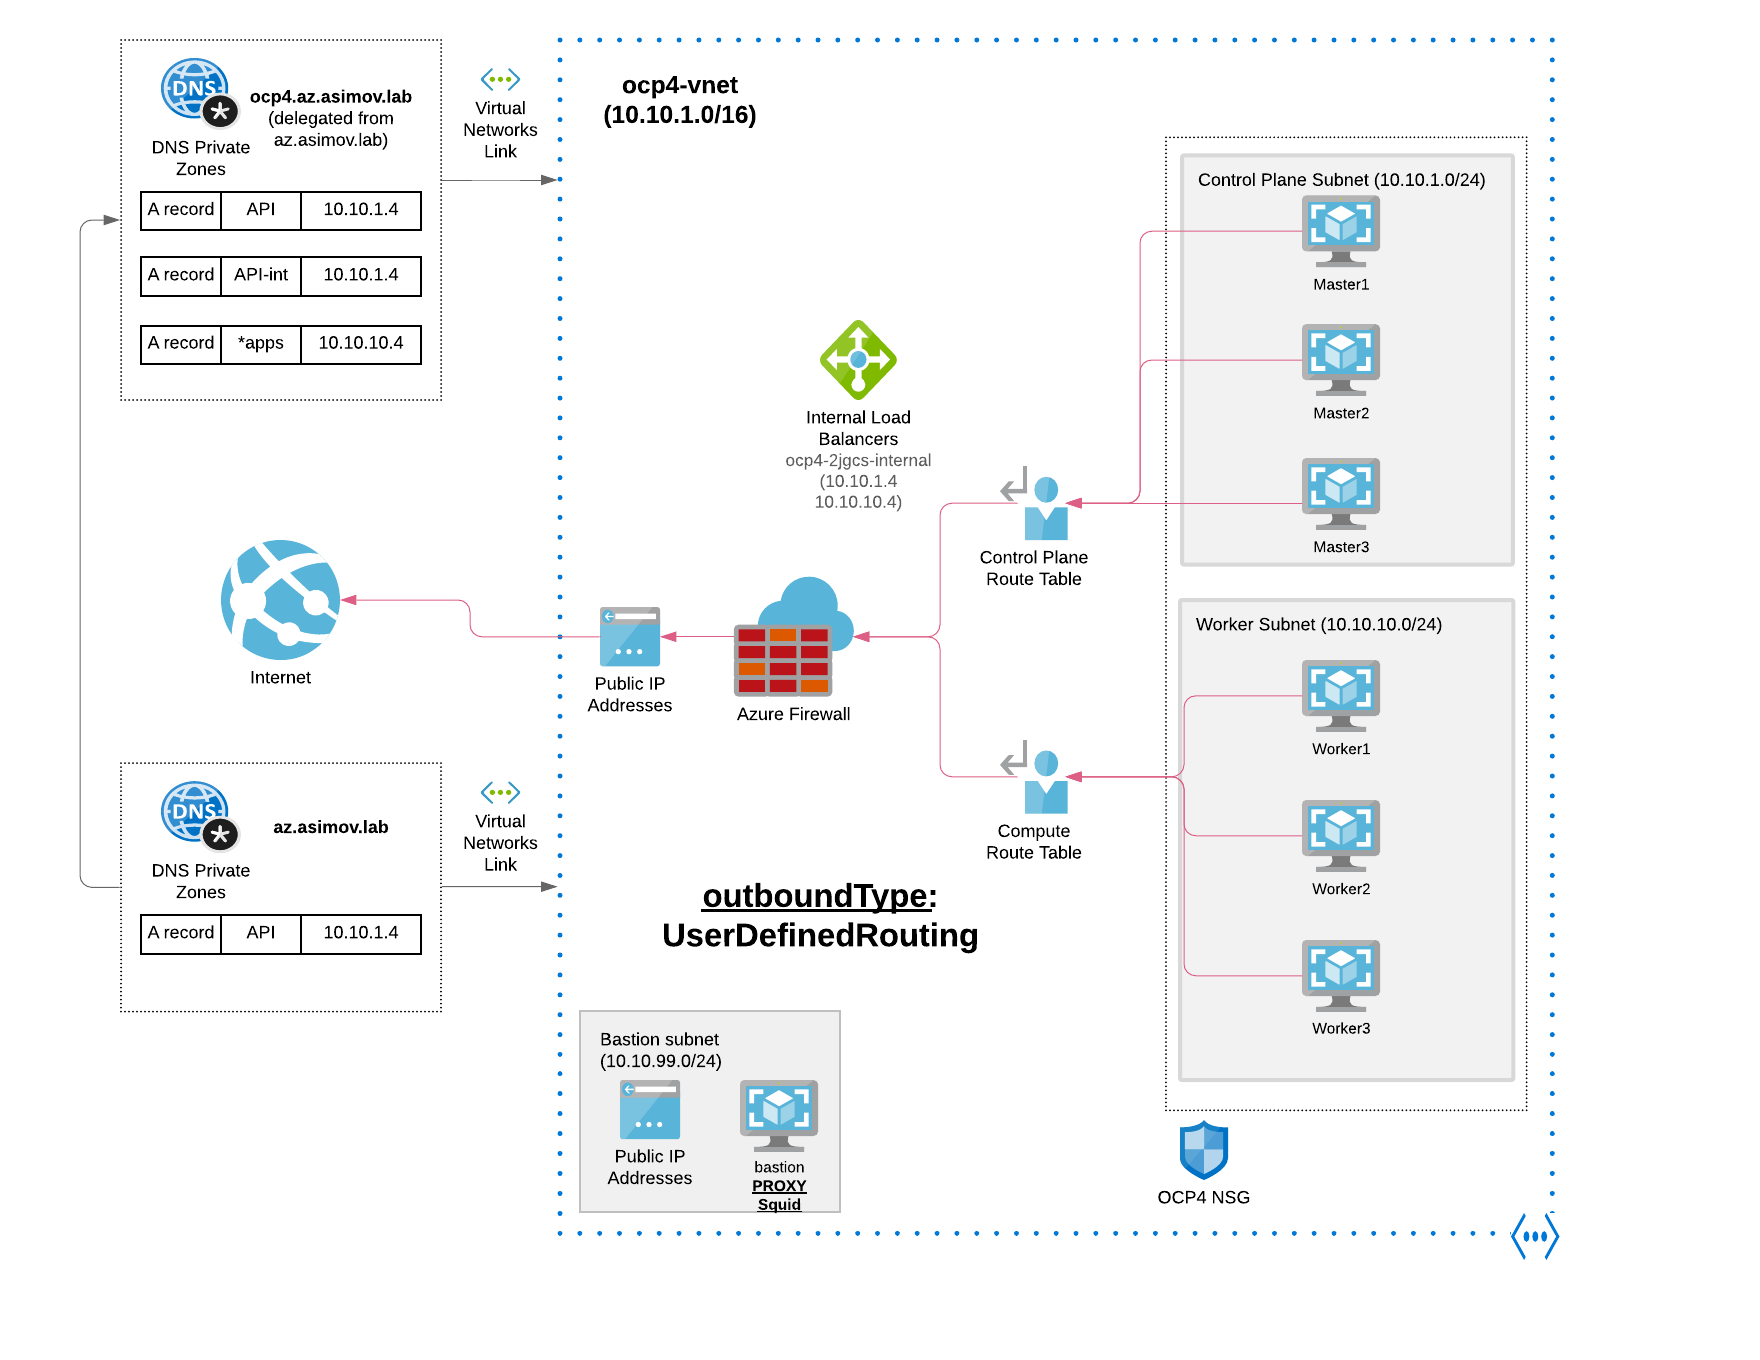 DNS
ocp4.az.asimov.lab
(delegated from
az.asimov.lab)
DNS Private
Zones
A record API 10.10.1.4
A record API-int 10.10.1.4
A record *apps 10.10.10.4
Virtual
Networks
Link
ocp4-vnet
(10.10.1.0/16)
Control Plane Subnet (10.10.1.0/24)
Master1
Master2
Master3
Internal Load
Balancers
ocp4-2jgcs-internal
(10.10.1.4
10.10.10.4)
Control Plane
Route Table
Internet
Public IP
Addresses
Azure Firewall
Worker Subnet (10.10.10.0/24)
Worker1
Worker2
Worker3
Compute
Route Table
DNS
az.asimov.lab
DNS Private
Zones
A record API 10.10.1.4
Virtual
Networks
Link
outboundType:
UserDefinedRouting
Bastion subnet
(10.10.99.0/24)
Public IP
Addresses
bastion
PROXY
Squid
OCP4 NSG